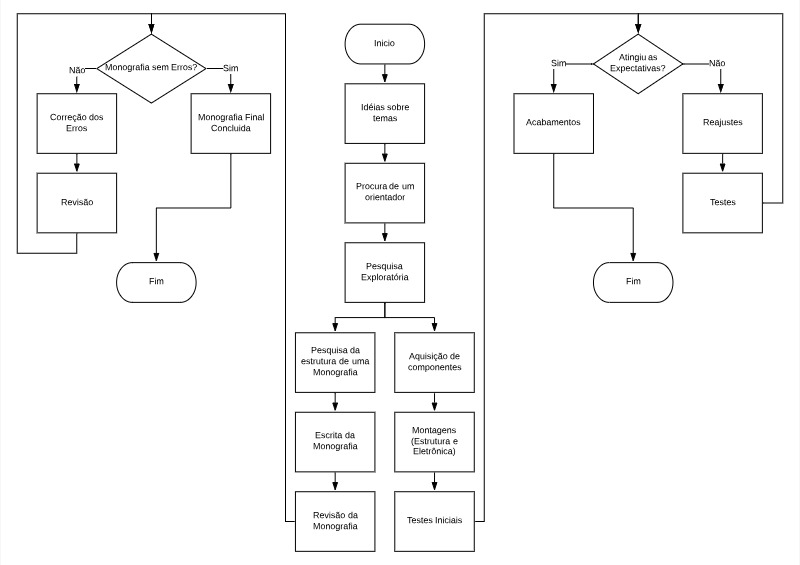 Monografia sem Erros?
Não
Sim
Correção dos
Erros
Monografia Final
Concluida
Revisão
Fim
Inicio
Idéias sobre
temas
Procura de um
orientador
Pesquisa
Exploratória
Pesquisa da
estrutura de uma
Monografia
Aquisição de
componentes
Escrita da
Monografia
Montagens
(Estrutura e
Eletrônica)
Revisão da
Monografia
Testes Iniciais
Atingiu as
Expectativas?
Sim
Não
Acabamentos
Reajustes
Testes
Fim